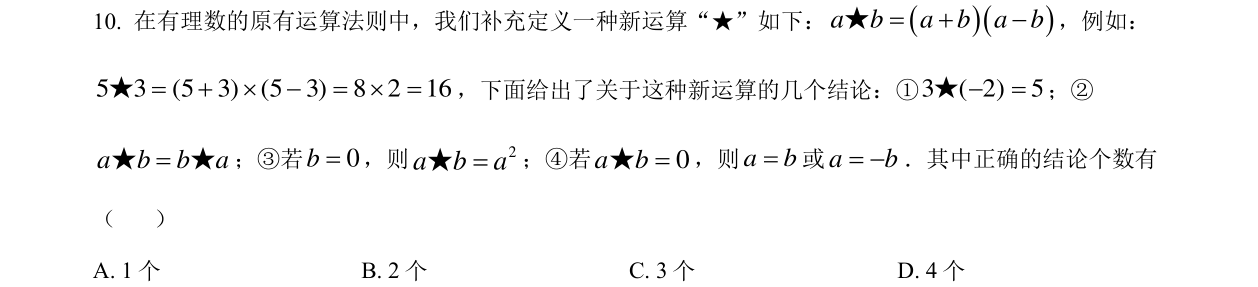 10. 在有理数的原有运算法则中，我们补充定义一种新运算“★”如下：a★b=(a+b)(a−b)，例如：
5★3=(5+3)×(5−3)=8×2=16，下面给出了关于这种新运算的几个结论：①3★(−2)=5；②
a★b=b★a；③若b=0，则a★b=a²；④若a★b=0，则a=b或a=−b．其中正确的结论个数有
（　　）
A. 1 个　　B. 2 个　　C. 3 个　　D. 4 个